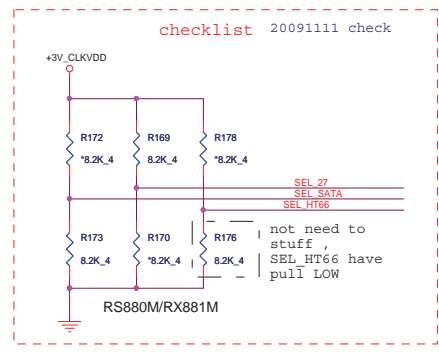 checklist 20091111 check
+3V_CLKVDD
R172 R169 R178
*8.2K_4 8.2K_4 *8.2K_4
SEL_27
SEL_SATA
SEL_HT66
R173 R170 R176
8.2K_4 *8.2K_4 8.2K_4
not need to
stuff ,
SEL_HT66 have
pull LOW
RS880M/RX881M